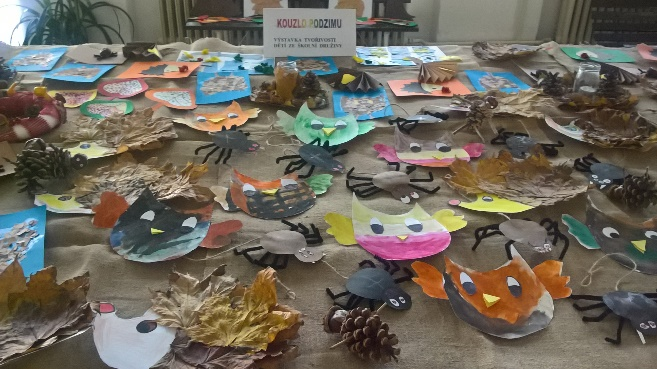 KOUZLO PODZIMU
VÝSTAVKA TVOŘIVOSTI
DĚTÍ ZE ŠKOLNÍ DRUŽINY